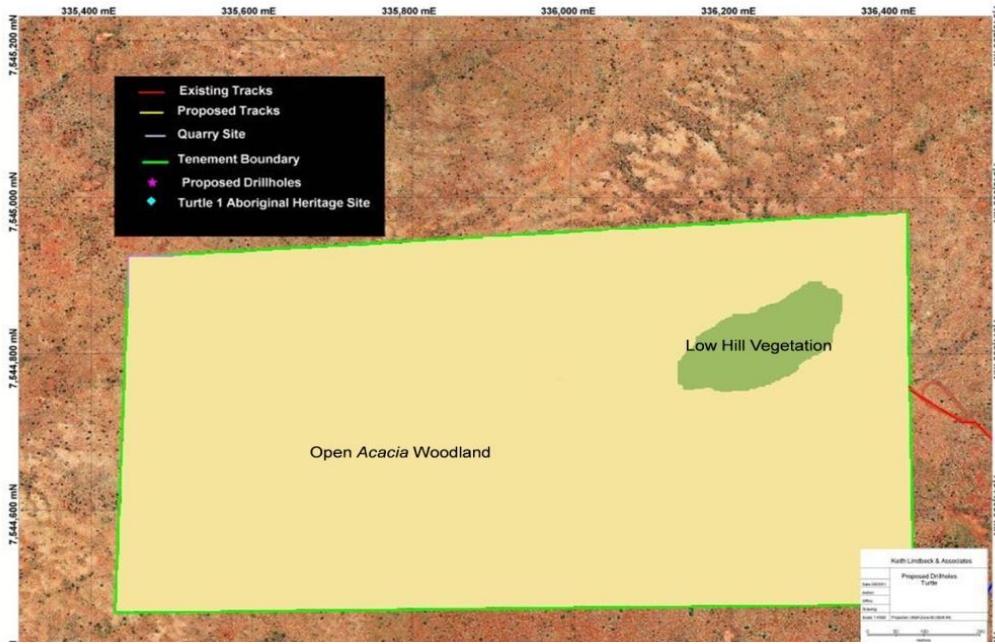 335,400 mE 335,600 mE 335,800 mE 336,000 mE 336,200 mE 336,400 mE
7,545,200 mN
Existing Tracks
Proposed Tracks
Quarry Site
Tenement Boundary
Proposed Drillholes
Turtle 1 Aboriginal Heritage Site
7,545,000 mN
Low Hill Vegetation
7,544,800 mN
Open Acacia Woodland
7,544,600 mN
Keith Lindbeck & Associates
Proposed Drillholes
Turtle